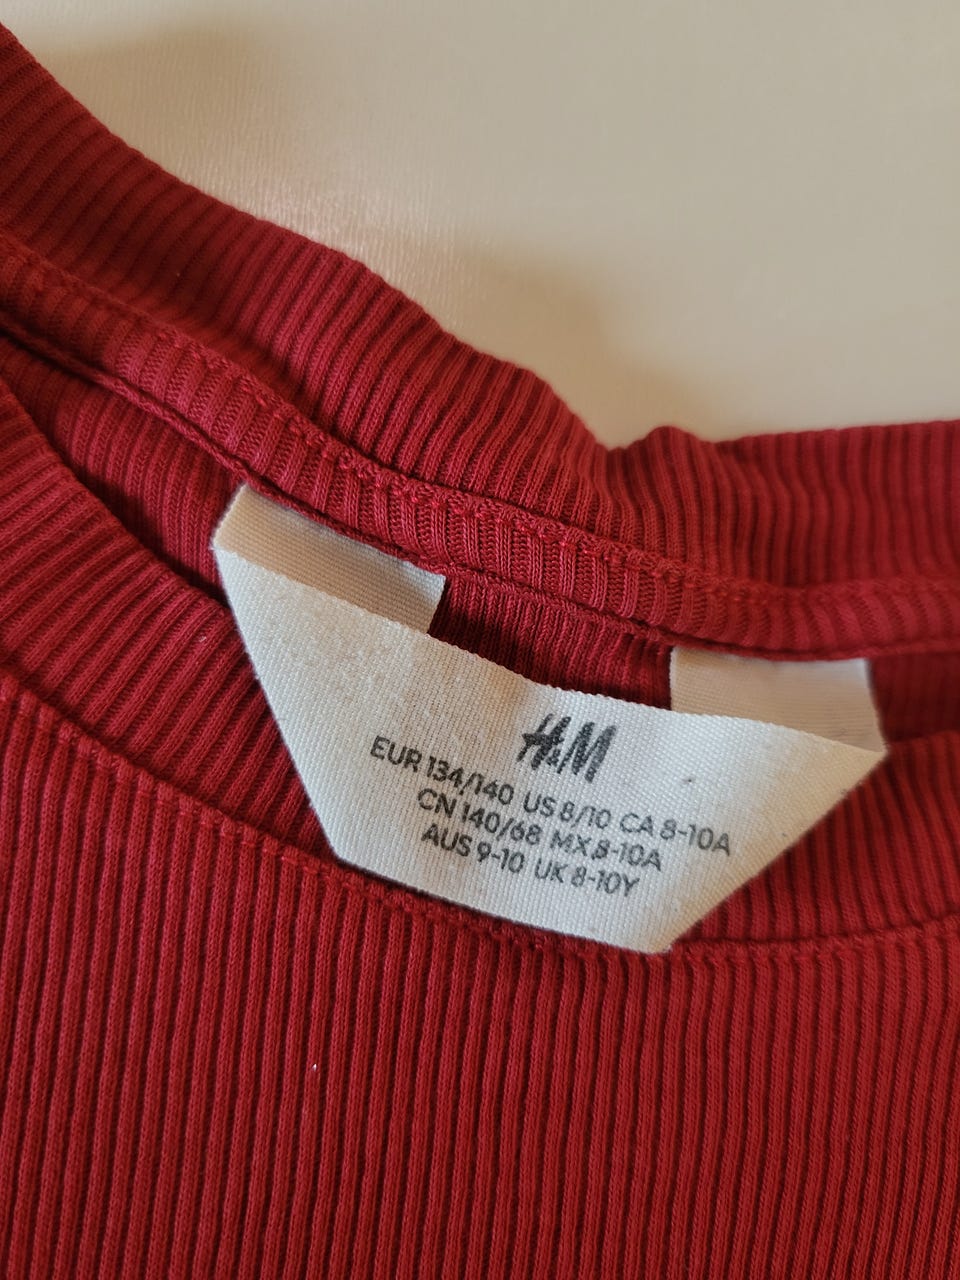 H&M
EUR 134/140 US 8/10 CA 8-10A
CN 140/68 MX 8-10A
AUS 9-10 UK 8-10Y